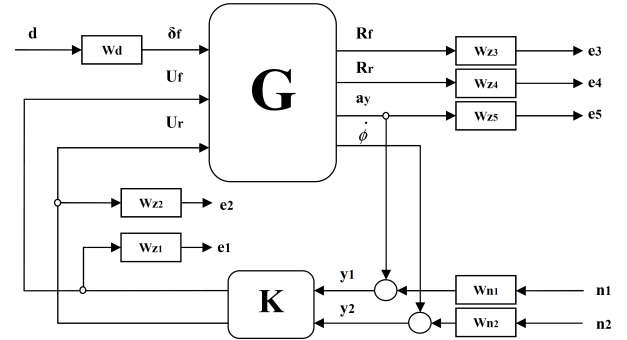 d Wd δf
Uf
Ur
G
Rf Wz3 e3
Rr Wz4 e4
ay Wz5 e5
ϕ̇
Wz2 e2
Wz1 e1
K
y1 Wn1 n1
y2 Wn2 n2